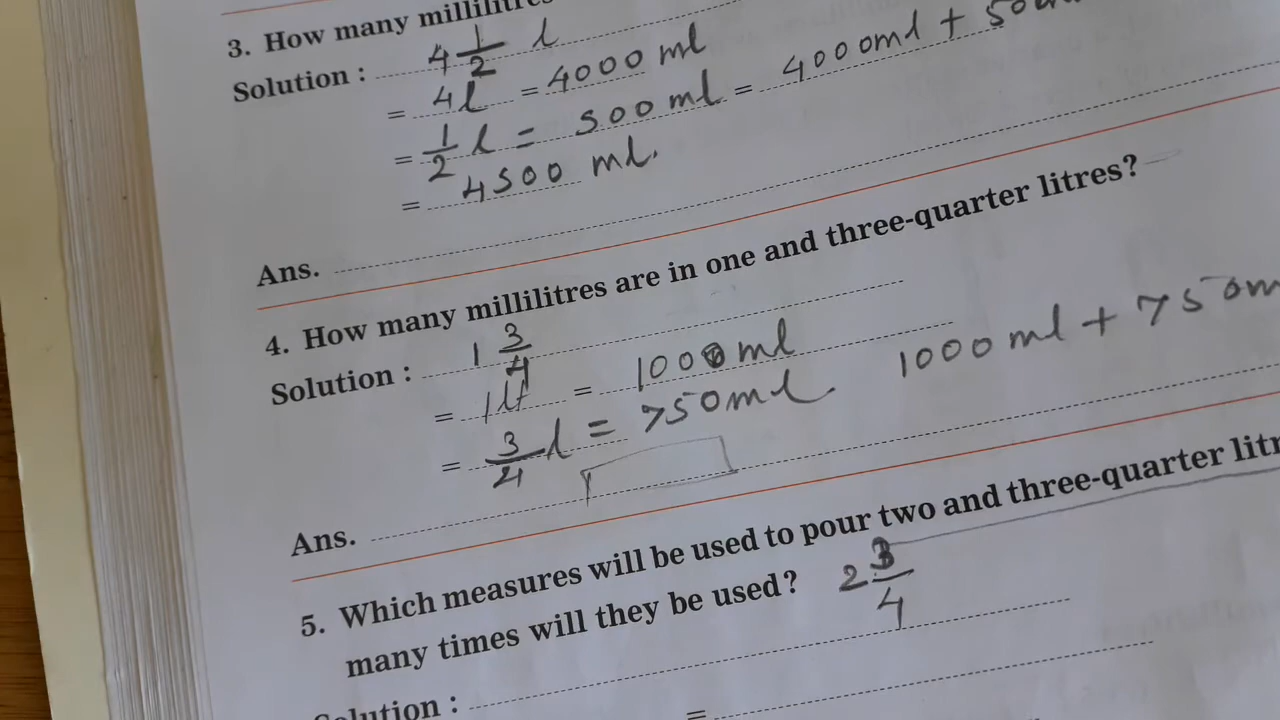 3. How many millilitres
Solution : 4 1/2 l
= 4l = 4000 ml
= 1/2 l = 500 ml = 4000ml + 50
= 4500 ml.
Ans.
4. How many millilitres are in one and three-quarter litres?
Solution : 1 3/4
= 1l = 1000 ml
= 3/4 l = 750ml 1000 ml + 750m
Ans.
5. Which measures will be used to pour two and three-quarter litr
many times will they be used? 2 3/4
Solution :
=